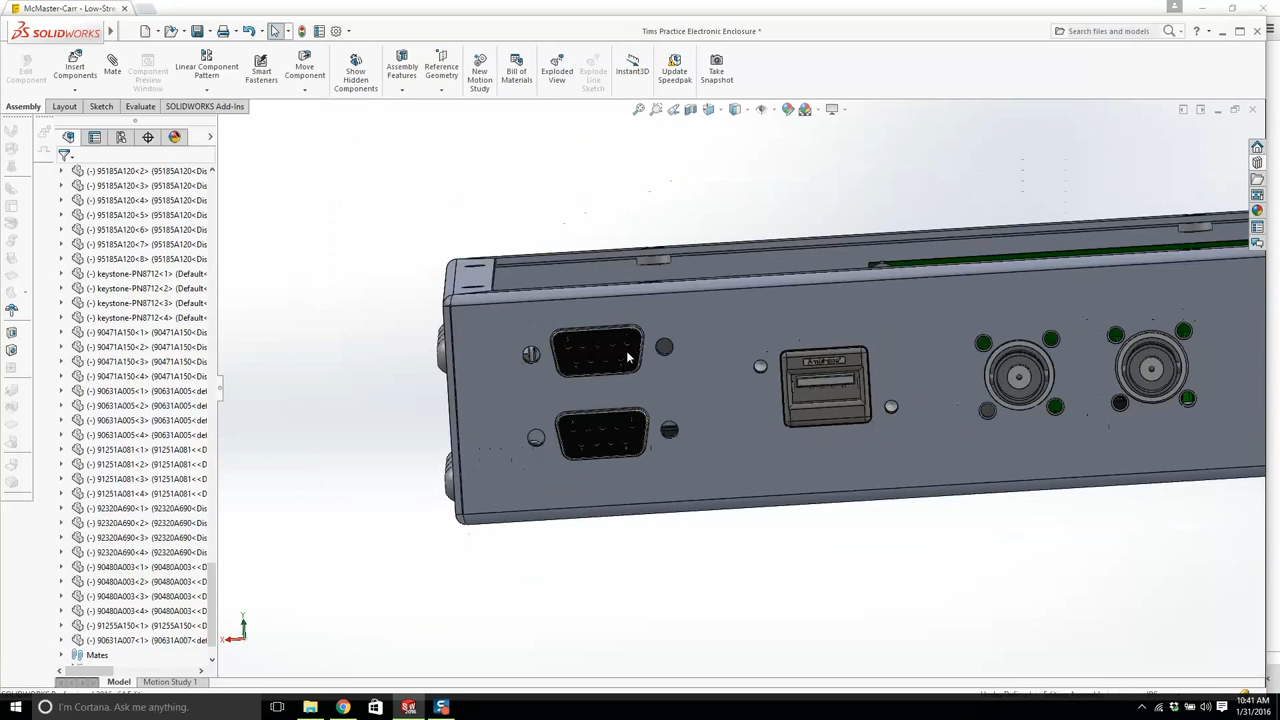 McMaster-Carr - Low-Stre
SOLIDWORKS
Tims Practice Electronic Enclosure *
Search files and models
Edit Component
Insert Components
Mate
Component Preview Window
Linear Component Pattern
Smart Fasteners
Move Component
Show Hidden Components
Assembly Features
Reference Geometry
New Motion Study
Bill of Materials
Exploded View
Explode Line Sketch
Instant3D
Update Speedpak
Take Snapshot
Assembly
Layout
Sketch
Evaluate
SOLIDWORKS Add-Ins
(-) 95185A120<2> (95185A120<Dis
(-) 95185A120<3> (95185A120<Dis
(-) 95185A120<4> (95185A120<Dis
(-) 95185A120<5> (95185A120<Dis
(-) 95185A120<6> (95185A120<Dis
(-) 95185A120<7> (95185A120<Dis
(-) 95185A120<8> (95185A120<Dis
(-) keystone-PN8712<1> (Default<
(-) keystone-PN8712<2> (Default<
(-) keystone-PN8712<3> (Default<
(-) keystone-PN8712<4> (Default<
(-) 90471A150<1> (90471A150<Dis
(-) 90471A150<2> (90471A150<Dis
(-) 90471A150<3> (90471A150<Dis
(-) 90471A150<4> (90471A150<Dis
(-) 90631A005<1> (90631A005<def
(-) 90631A005<2> (90631A005<def
(-) 90631A005<3> (90631A005<def
(-) 90631A005<4> (90631A005<def
(-) 91251A081<1> (91251A081<<D
(-) 91251A081<2> (91251A081<<D
(-) 91251A081<3> (91251A081<<D
(-) 91251A081<4> (91251A081<<D
(-) 92320A690<1> (92320A690<Dis
(-) 92320A690<2> (92320A690<Dis
(-) 92320A690<3> (92320A690<Dis
(-) 92320A690<4> (92320A690<Dis
(-) 90480A003<1> (90480A003<<D
(-) 90480A003<2> (90480A003<<D
(-) 90480A003<3> (90480A003<<D
(-) 90480A003<4> (90480A003<<D
(-) 91255A150<1> (91255A150<Dis
(-) 90631A007<1> (90631A007<def
Mates
Y
X
Model
Motion Study 1
I'm Cortana. Ask me anything.
SW
2016
10:41 AM
1/31/2016